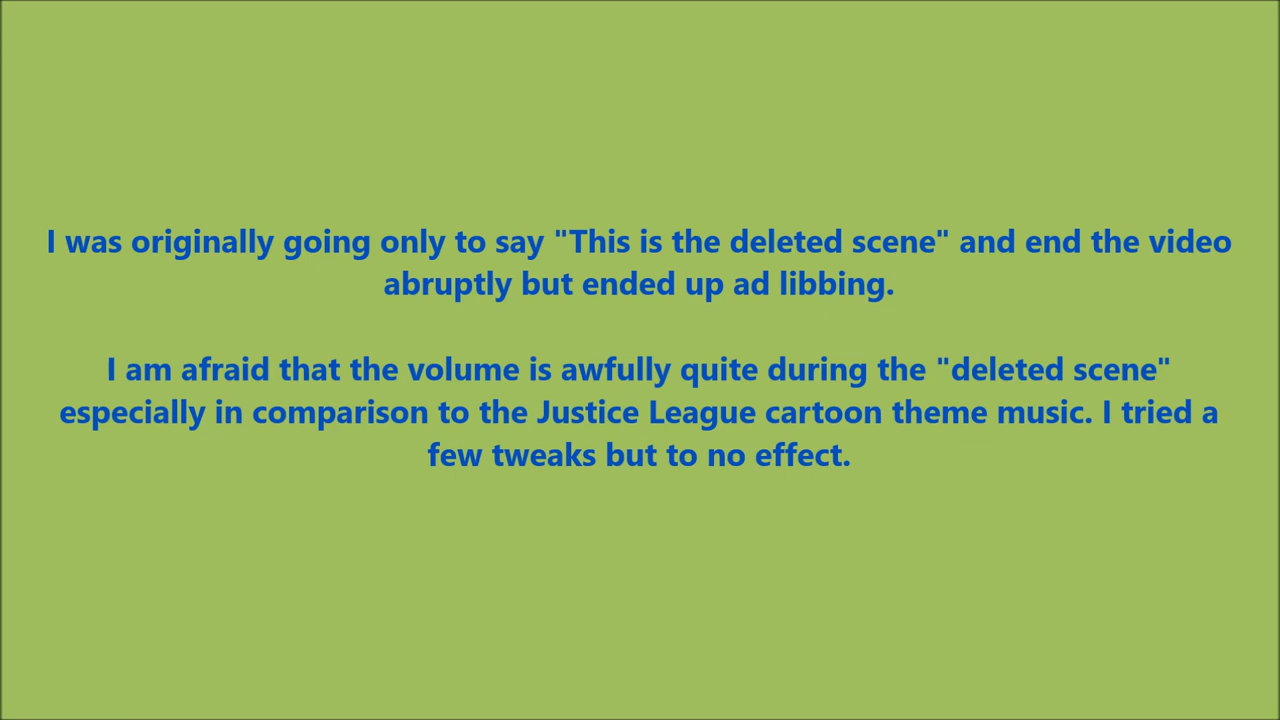 I was originally going only to say "This is the deleted scene" and end the video
abruptly but ended up ad libbing.
I am afraid that the volume is awfully quite during the "deleted scene"
especially in comparison to the Justice League cartoon theme music. I tried a
few tweaks but to no effect.